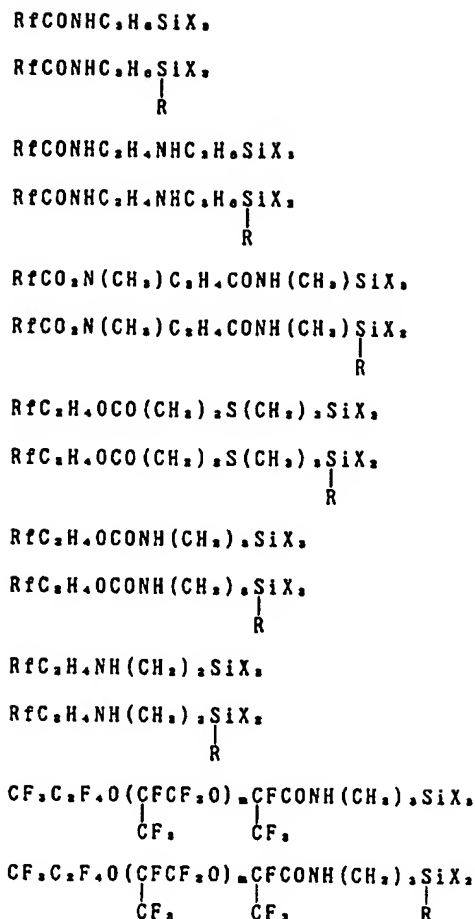 RfCONHC₃H₆SiX₃
RfCONHC₃H₆SiX₂
R
RfCONHC₂H₄NHC₃H₆SiX₃
RfCONHC₂H₄NHC₃H₆SiX₂
R
RfCO₂N(CH₃)C₂H₄CONH(CH₂)SiX₃
RfCO₂N(CH₃)C₂H₄CONH(CH₂)SiX₂
R
RfC₂H₄OCO(CH₂)₂S(CH₂)₃SiX₃
RfC₂H₄OCO(CH₂)₂S(CH₂)₃SiX₂
R
RfC₂H₄OCONH(CH₂)₃SiX₃
RfC₂H₄OCONH(CH₂)₃SiX₂
R
RfC₂H₄NH(CH₂)₂SiX₃
RfC₂H₄NH(CH₂)₂SiX₂
R
CF₃C₂F₄O(CFCF₂O)ₘCFCONH(CH₂)₃SiX₃
CF₃ CF₃
CF₃C₂F₄O(CFCF₂O)ₘCFCONH(CH₂)₃SiX₂
CF₃ CF₃ R